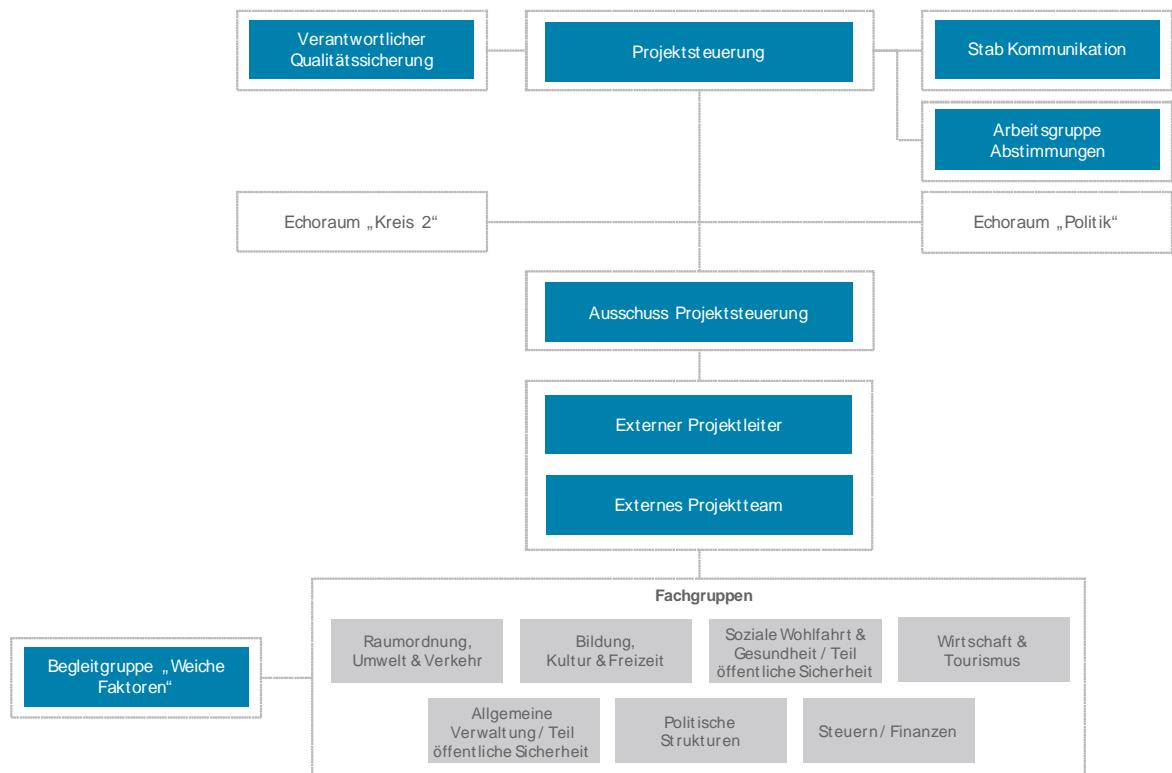 Verantwortlicher
Qualitätssicherung
Projektsteuerung
Stab Kommunikation
Arbeitsgruppe
Abstimmungen
Echoraum „Kreis 2“
Echoraum „Politik“
Ausschuss Projektsteuerung
Externer Projektleiter
Externes Projektteam
Fachgruppen
Raumordnung,
Umwelt & Verkehr
Bildung,
Kultur & Freizeit
Soziale Wohlfahrt &
Gesundheit / Teil
öffentliche Sicherheit
Wirtschaft &
Tourismus
Begleitgruppe „Weiche
Faktoren“
Allgemeine
Verwaltung / Teil
öffentliche Sicherheit
Politische
Strukturen
Steuern / Finanzen